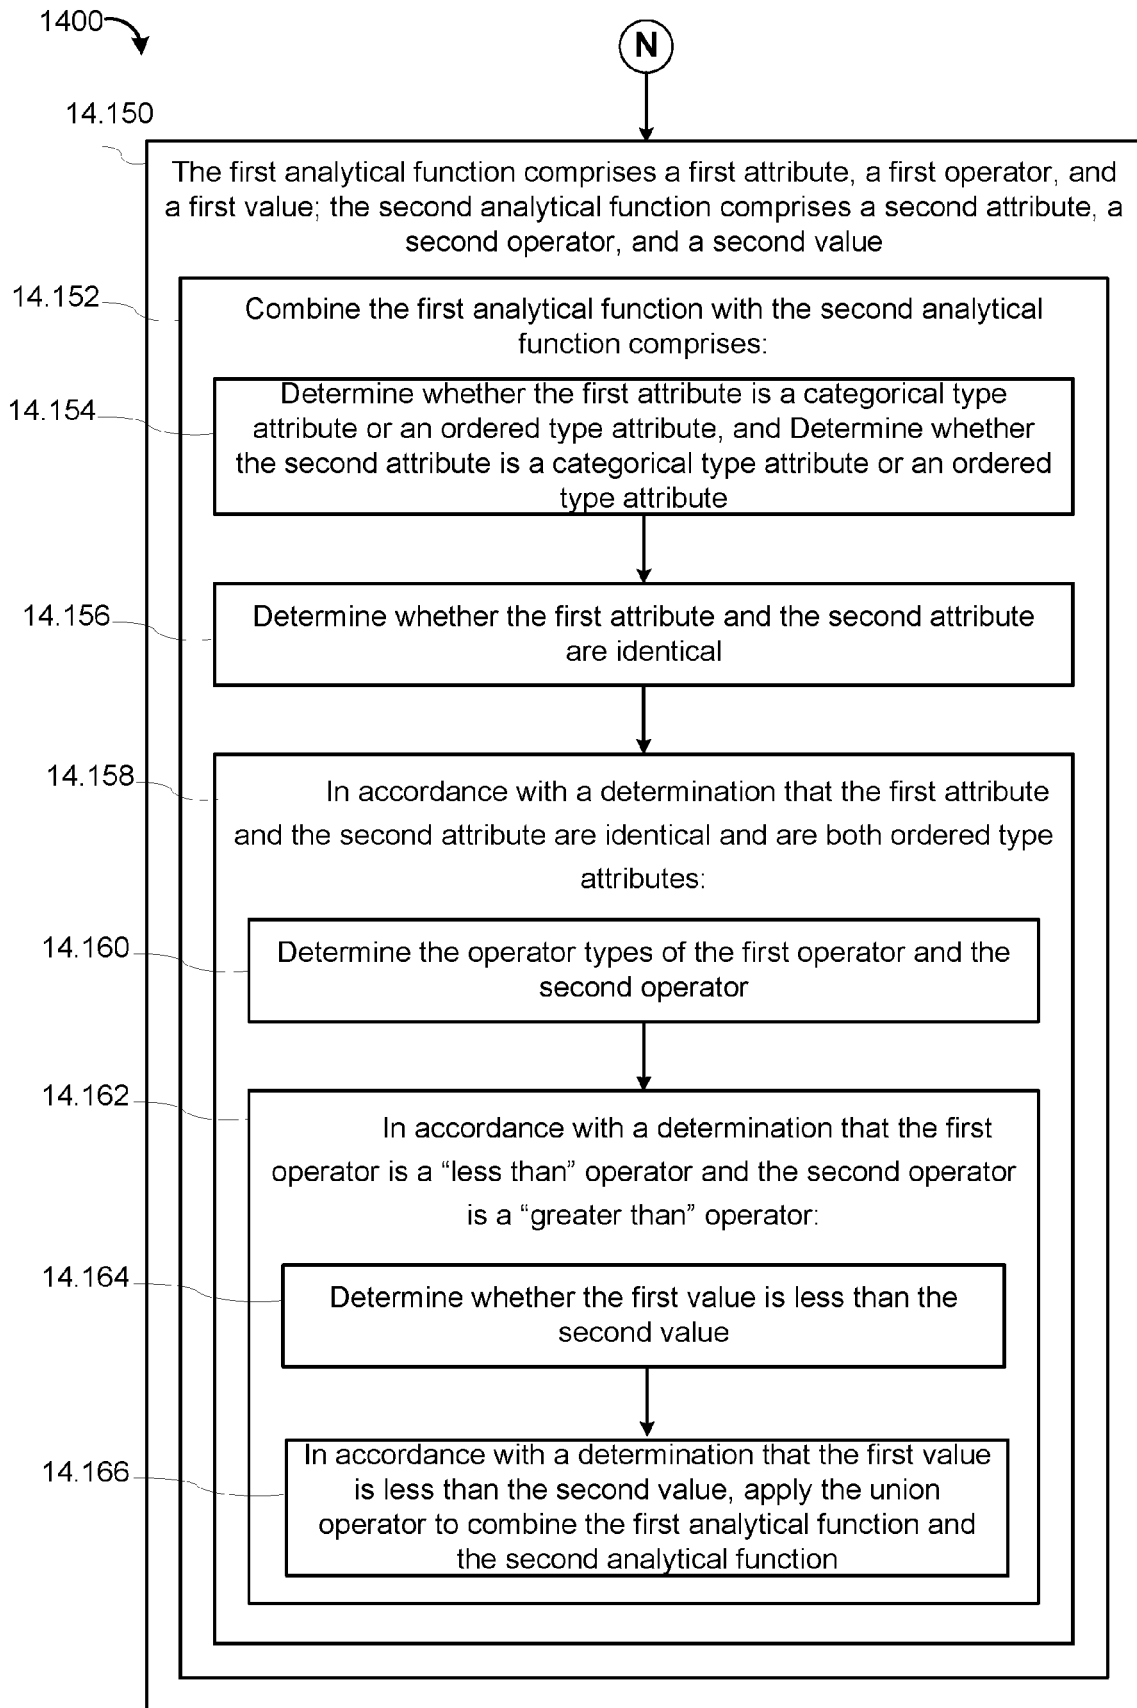 1400
N
14.150
The first analytical function comprises a first attribute, a first operator, and
a first value; the second analytical function comprises a second attribute, a
second operator, and a second value
14.152
Combine the first analytical function with the second analytical
function comprises:
14.154
Determine whether the first attribute is a categorical type
attribute or an ordered type attribute, and Determine whether
the second attribute is a categorical type attribute or an ordered
type attribute
14.156
Determine whether the first attribute and the second attribute
are identical
14.158
In accordance with a determination that the first attribute
and the second attribute are identical and are both ordered type
attributes:
14.160
Determine the operator types of the first operator and the
second operator
14.162
In accordance with a determination that the first
operator is a “less than” operator and the second operator
is a “greater than” operator:
14.164
Determine whether the first value is less than the
second value
14.166
In accordance with a determination that the first value
is less than the second value, apply the union
operator to combine the first analytical function and
the second analytical function